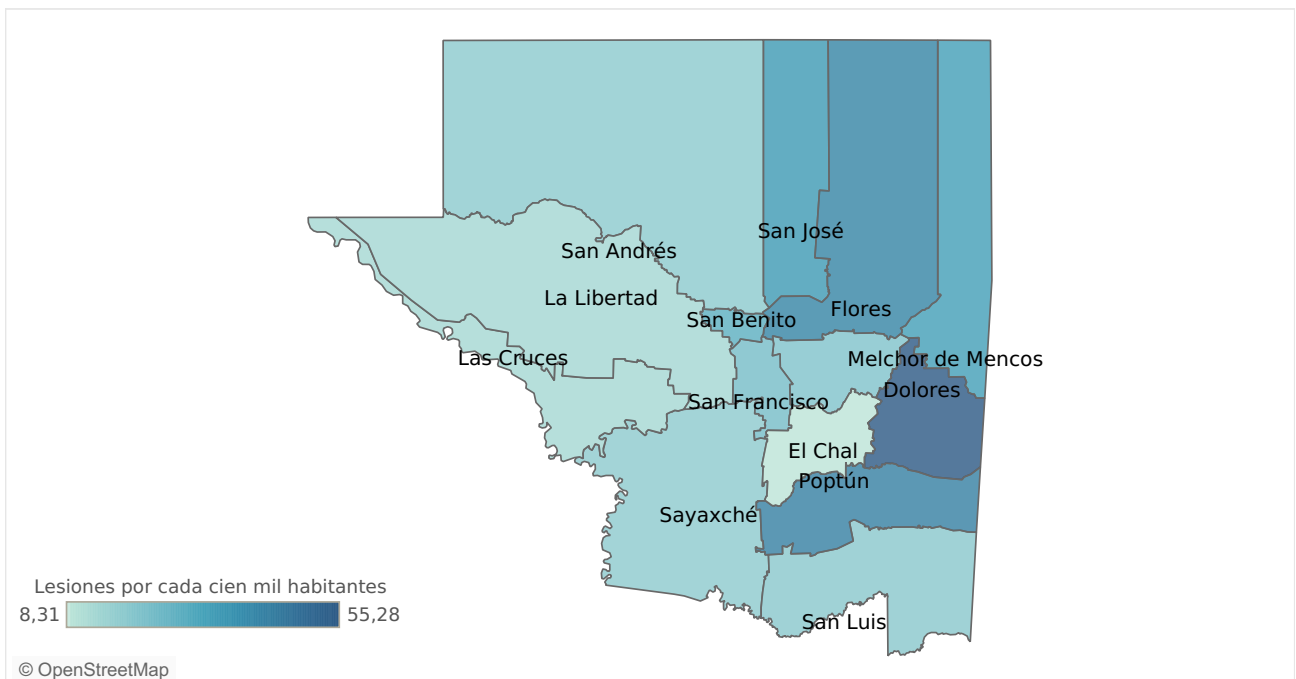 San José
San Andrés
La Libertad
Flores
San Benito
Las Cruces
Melchor de Mencos
Dolores
San Francisco
El Chal
Poptún
Sayaxché
Lesiones por cada cien mil habitantes
8,31
55,28
San Luis
© OpenStreetMap